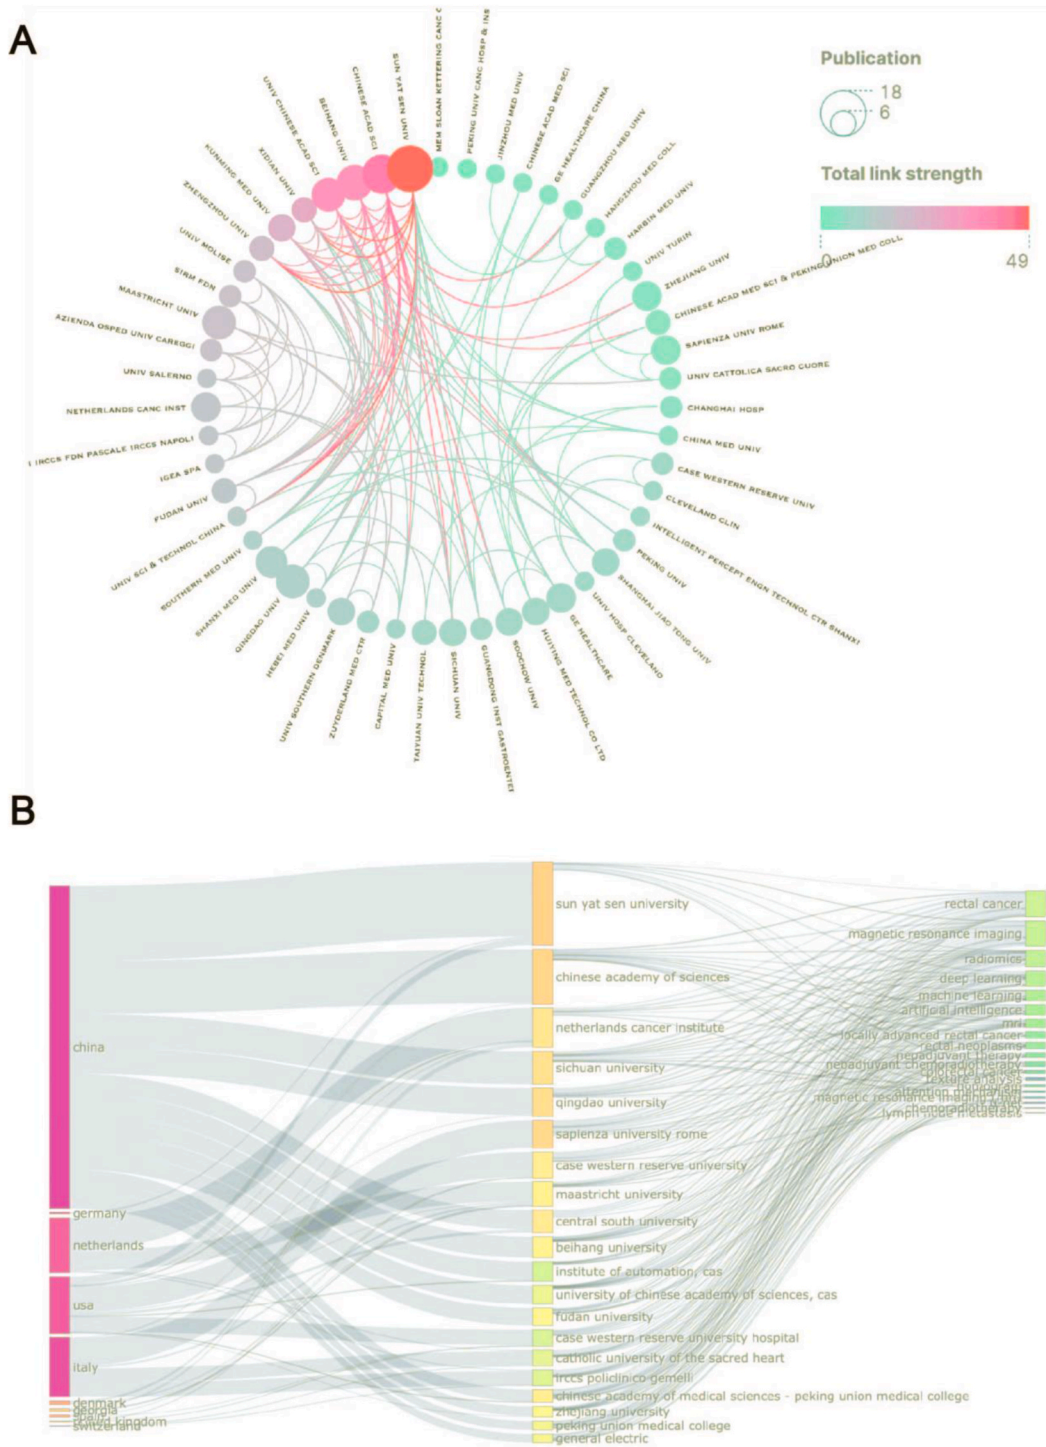 A
Publication
18
6
Total link strength
0
49
SUN YAT SEN UNIV
MEM SLOAN KETTERING CANC C
PEKING UNIV CANC HOSP & INS
JINZHOU MED UNIV
CHINESE ACAD MED SCI
GE HEALTHCARE CHINA
GUANGZHOU MED UNIV
HANGZHOU MED COLL
HARBIN MED UNIV
UNIV TURIN
ZHEJIANG UNIV
CHINESE ACAD MED SCI & PEKING UNION MED COLL
SAPIENZA UNIV ROME
UNIV CATTOLICA SACRO CUORE
CHANGHAI HOSP
CHINA MED UNIV
CASE WESTERN RESERVE UNIV
CLEVELAND CLIN
INTELLIGENT PERCEPT ENGN TECHNOL CTR SHANXI
PEKING UNIV
SHANGHAI JIAO TONG UNIV
UNIV HOSP CLEVELAND
GE HEALTHCARE
HUIYING MED TECHNOL CO LTD
SOOCHOW UNIV
GUANGDONG INST GASTROENTER
SICHUAN UNIV
TAIYUAN UNIV TECHNOL
CAPITAL MED UNIV
ZUYDERLAND MED CTR
UNIV SOUTHERN DENMARK
HEBEI MED UNIV
QINGDAO UNIV
SHANXI MED UNIV
SOUTHERN MED UNIV
UNIV SCI & TECHNOL CHINA
FUDAN UNIV
IGEA SPA
IRCCS FDN PASCALE IRCCS NAPOLI
NETHERLANDS CANC INST
UNIV SALERNO
AZIENDA OSPED UNIV CAREGGI
MAASTRICHT UNIV
SIRM FDN
UNIV MOLISE
ZHENGZHOU UNIV
KUNMING MED UNIV
XIDIAN UNIV
UNIV CHINESE ACAD SCI
BEIHANG UNIV
CHINESE ACAD SCI
B
china
germany
netherlands
usa
italy
denmark
georgia
united kingdom
switzerland
sun yat sen university
chinese academy of sciences
netherlands cancer institute
sichuan university
qingdao university
sapienza university rome
case western reserve university
maastricht university
central south university
beihang university
institute of automation, cas
university of chinese academy of sciences, cas
fudan university
case western reserve university hospital
catholic university of the sacred heart
irccs policlinico gemelli
chinese academy of medical sciences - peking union medical college
zhejiang university
peking union medical college
general electric
rectal cancer
magnetic resonance imaging
radiomics
deep learning
machine learning
artificial intelligence
mri
locally advanced rectal cancer
rectal neoplasms
neoadjuvant therapy
neoadjuvant chemoradiotherapy
texture analysis
magnetic resonance imaging (mri)
chemoradiotherapy
lymph node metastasis